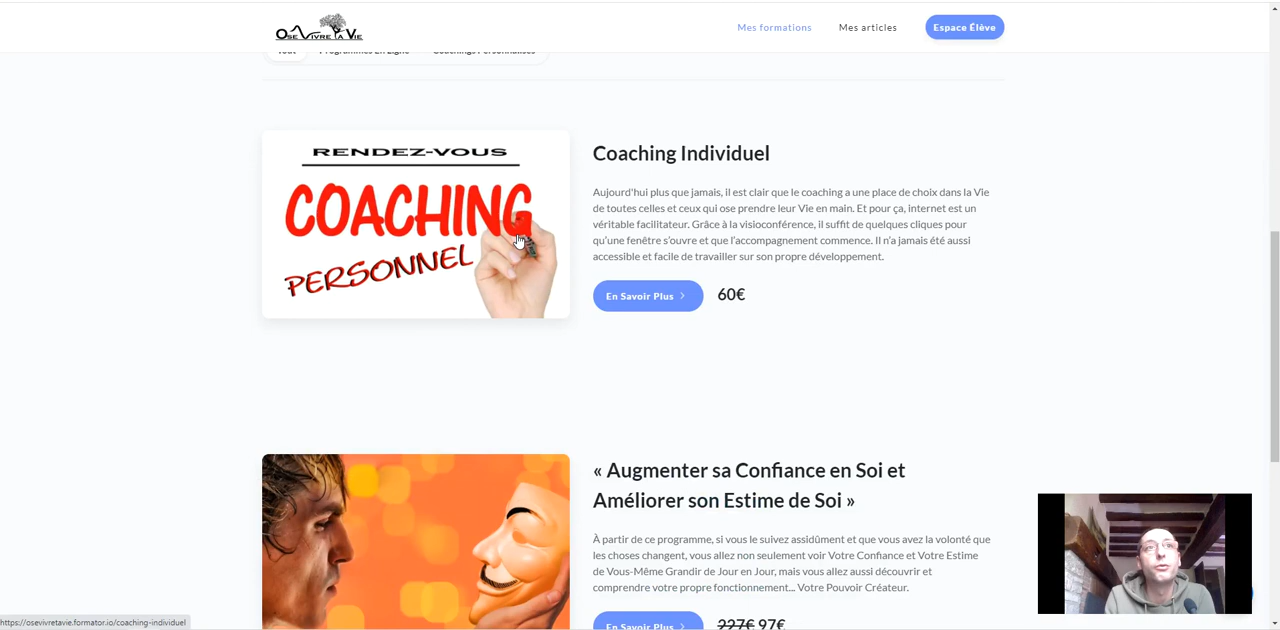 OSE VIVRE TA VIE
Mes formations
Mes articles
Espace Élève
Tout
Programmes En Ligne
Coachings Personnalisés
RENDEZ-VOUS
COACHING
PERSONNEL
Coaching Individuel
Aujourd'hui plus que jamais, il est clair que le coaching a une place de choix dans la Vie
de toutes celles et ceux qui ose prendre leur Vie en main. Et pour ça, internet est un
véritable facilitateur. Grâce à la visioconférence, il suffit de quelques cliques pour
qu'une fenêtre s'ouvre et que l'accompagnement commence. Il n'a jamais été aussi
accessible et facile de travailler sur son propre développement.
En Savoir Plus
60€
« Augmenter sa Confiance en Soi et
Améliorer son Estime de Soi »
À partir de ce programme, si vous le suivez assidûment et que vous avez la volonté que
les choses changent, vous allez non seulement voir Votre Confiance et Votre Estime
de Vous-Même Grandir de Jour en Jour, mais vous allez aussi découvrir et
comprendre votre propre fonctionnement... Votre Pouvoir Créateur.
En Savoir Plus
227€ 97€
https://osevivretavie.formator.io/coaching-individuel